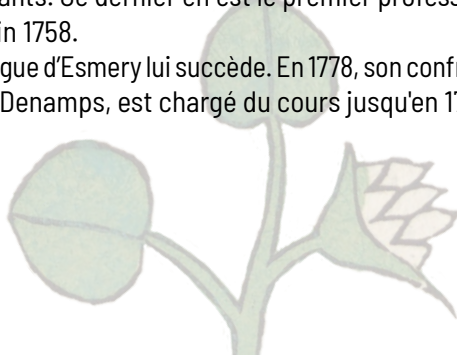 ants. Ce dernier en est le premier profess
in 1758.
gue d’Esmery lui succède. En 1778, son confr
Denamps, est chargé du cours jusqu'en 17